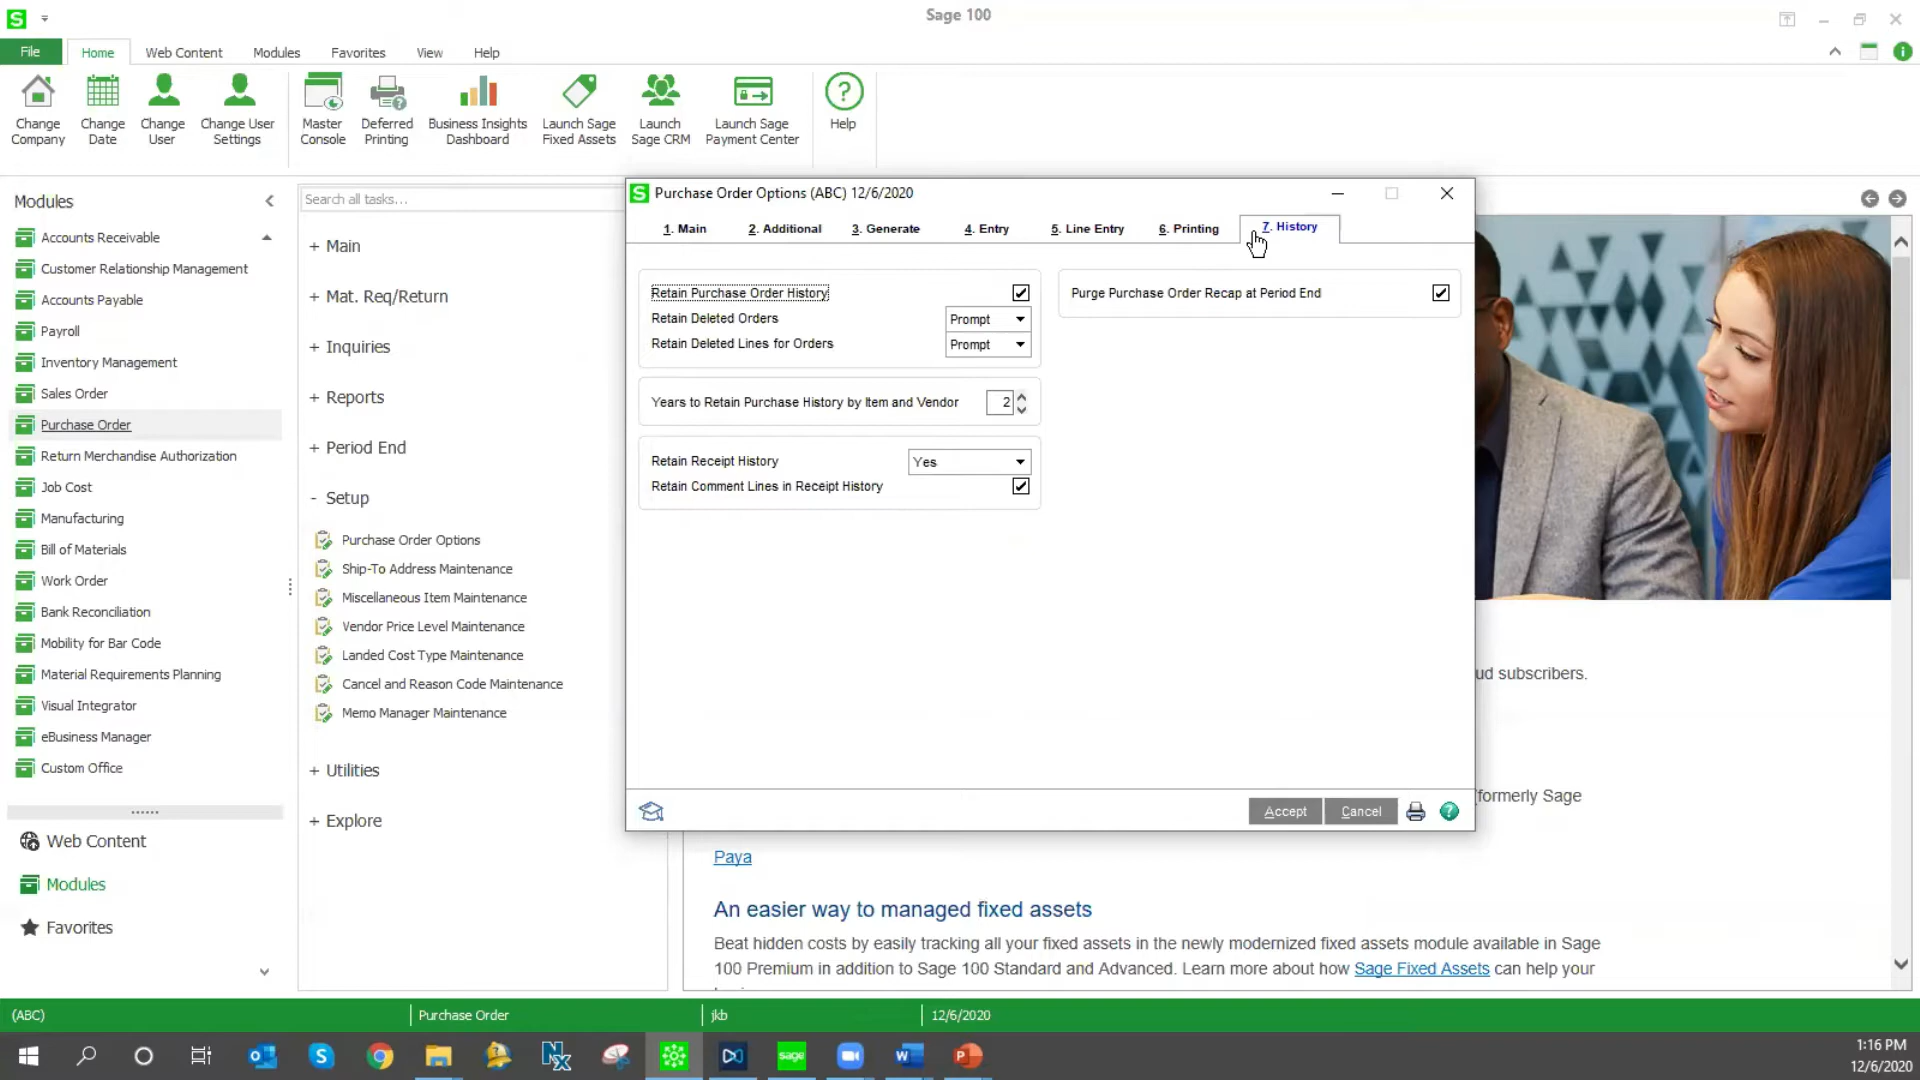 S
Sage 100
File
Home
Web Content
Modules
Favorites
View
Help
Change
Company
Change
Date
Change
User
Change User
Settings
Master
Console
Deferred
Printing
Business Insights
Dashboard
Launch Sage
Fixed Assets
Launch
Sage CRM
Launch Sage
Payment Center
Help
Modules
Accounts Receivable
Customer Relationship Management
Accounts Payable
Payroll
Inventory Management
Sales Order
Purchase Order
Return Merchandise Authorization
Job Cost
Manufacturing
Bill of Materials
Work Order
Bank Reconciliation
Mobility for Bar Code
Material Requirements Planning
Visual Integrator
eBusiness Manager
Custom Office
Web Content
Modules
Favorites
Search all tasks...
+ Main
+ Mat. Req/Return
+ Inquiries
+ Reports
+ Period End
- Setup
Purchase Order Options
Ship-To Address Maintenance
Miscellaneous Item Maintenance
Vendor Price Level Maintenance
Landed Cost Type Maintenance
Cancel and Reason Code Maintenance
Memo Manager Maintenance
+ Utilities
+ Explore
S Purchase Order Options (ABC) 12/6/2020
1. Main
2. Additional
3. Generate
4. Entry
5. Line Entry
6. Printing
7. History
Retain Purchase Order History
Retain Deleted Orders Prompt
Retain Deleted Lines for Orders Prompt
Years to Retain Purchase History by Item and Vendor 2
Retain Receipt History Yes
Retain Comment Lines in Receipt History
Purge Purchase Order Recap at Period End
Accept
Cancel
ud subscribers.
(formerly Sage
Paya
An easier way to managed fixed assets
Beat hidden costs by easily tracking all your fixed assets in the newly modernized fixed assets module available in Sage
100 Premium in addition to Sage 100 Standard and Advanced. Learn more about how Sage Fixed Assets can help your
(ABC)
Purchase Order
jkb
12/6/2020
sage
1:16 PM
12/6/2020